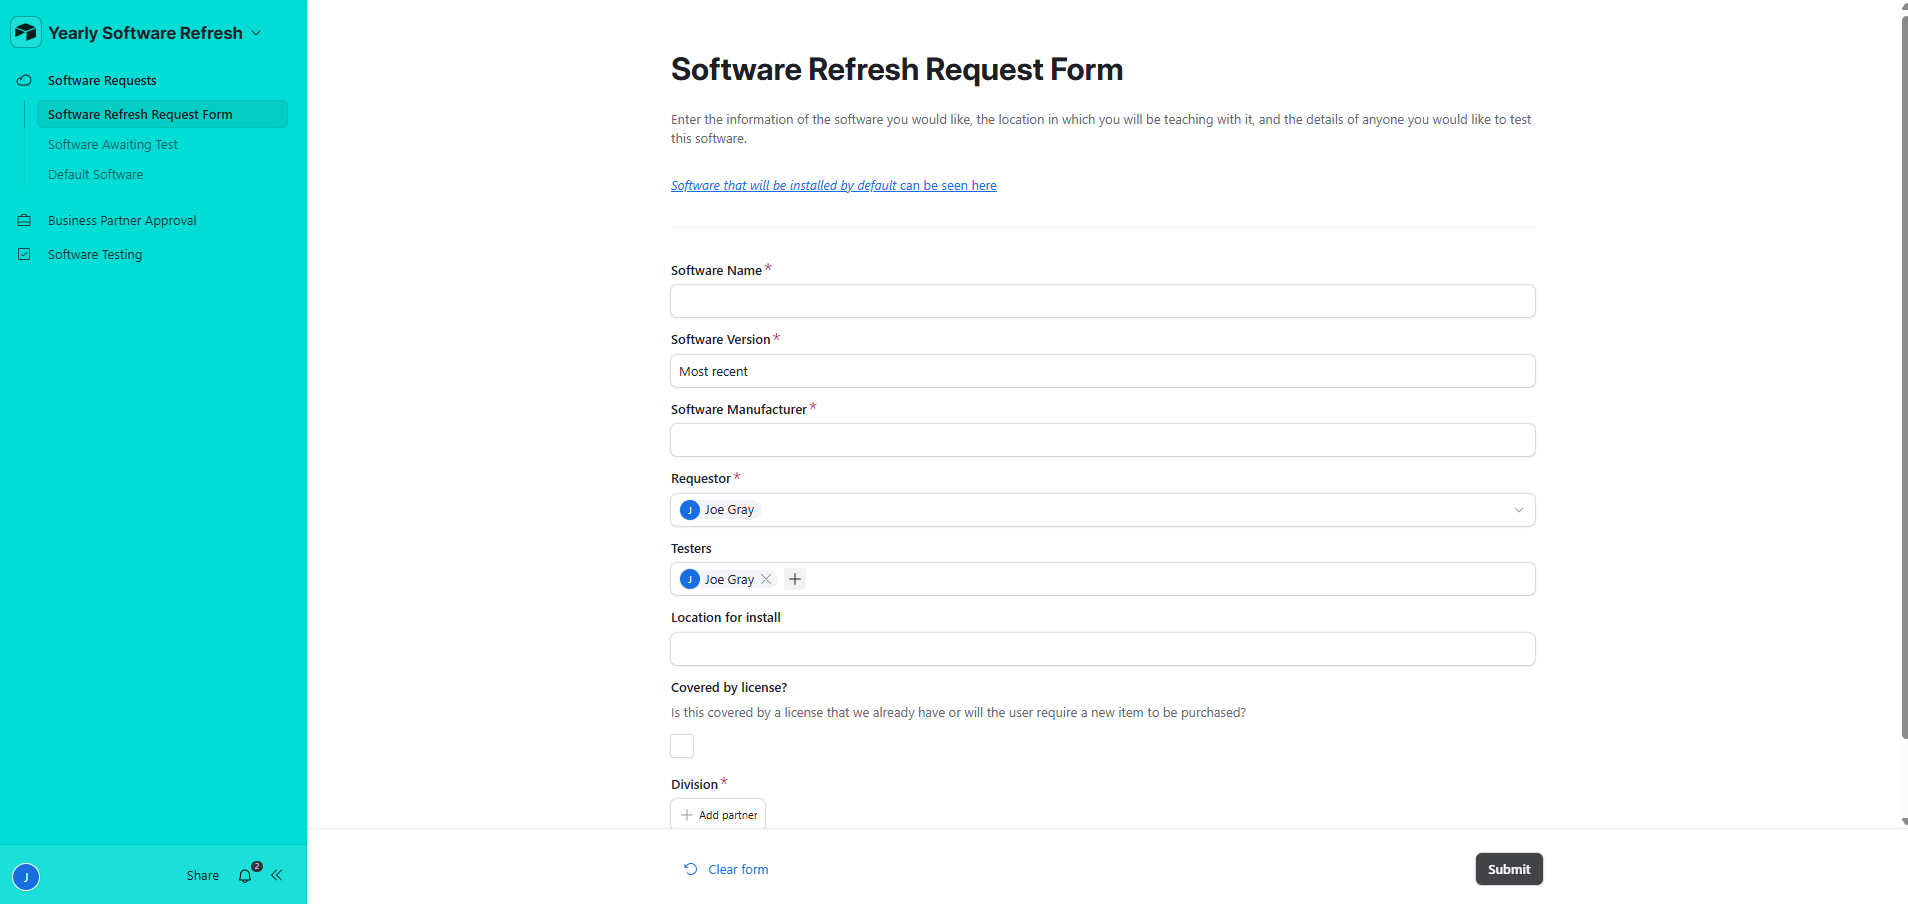 Yearly Software Refresh
Software Requests
Software Refresh Request Form
Software Awaiting Test
Default Software
Business Partner Approval
Software Testing
J
Share
2
Software Refresh Request Form
Enter the information of the software you would like, the location in which you will be teaching with it, and the details of anyone you would like to test
this software.
Software that will be installed by default can be seen here
Software Name*
Software Version*
Most recent
Software Manufacturer*
Requestor*
J Joe Gray
Testers
J Joe Gray
Location for install
Covered by license?
Is this covered by a license that we already have or will the user require a new item to be purchased?
Division*
Add partner
Clear form
Submit